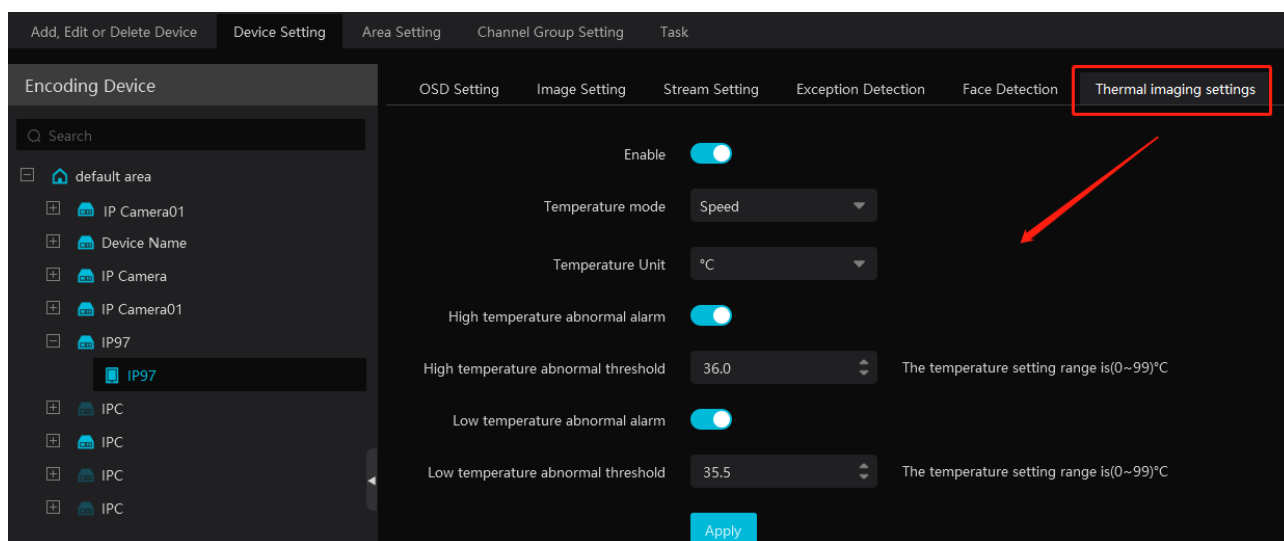 Add, Edit or Delete Device Device Setting Area Setting Channel Group Setting Task
Encoding Device
OSD Setting Image Setting Stream Setting Exception Detection Face Detection Thermal imaging settings
Search
default area
IP Camera01
Device Name
IP Camera
IP Camera01
IP97
IP97
IPC
IPC
IPC
IPC
Enable
Temperature mode Speed
Temperature Unit °C
High temperature abnormal alarm
High temperature abnormal threshold 36.0 The temperature setting range is(0~99)°C
Low temperature abnormal alarm
Low temperature abnormal threshold 35.5 The temperature setting range is(0~99)°C
Apply